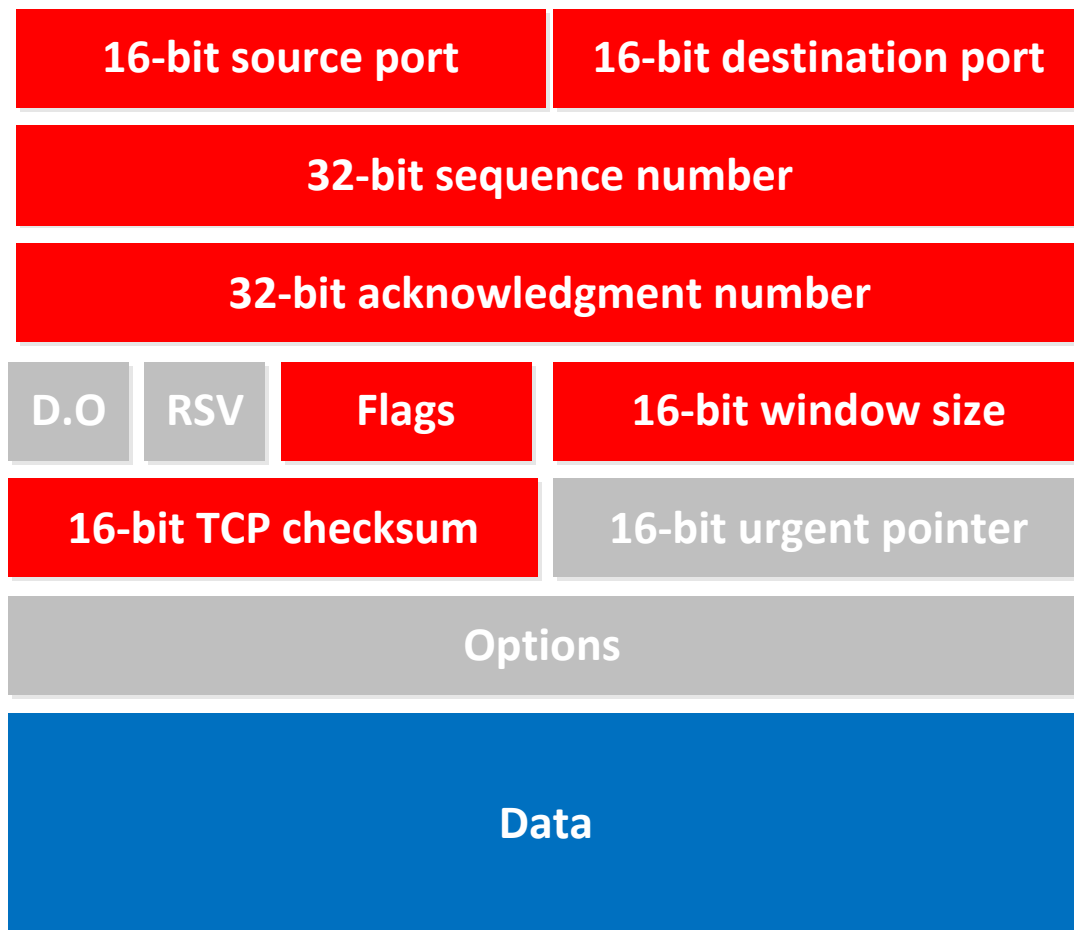 16-bit source port
16-bit destination port
32-bit sequence number
32-bit acknowledgment number
D.O
RSV
Flags
16-bit window size
16-bit TCP checksum
16-bit urgent pointer
Options
Data